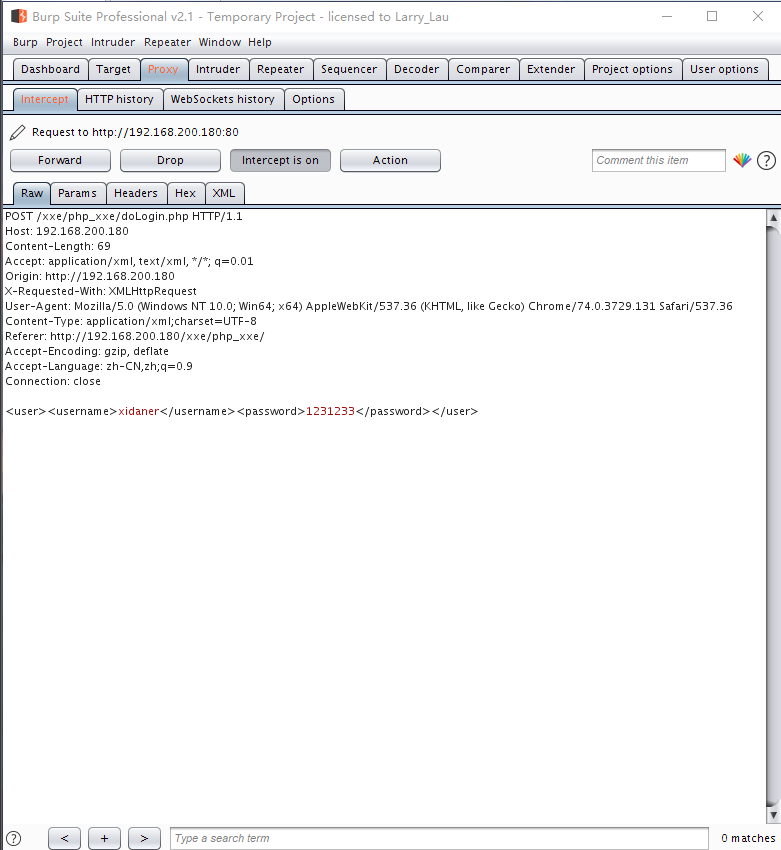 Burp Suite Professional v2.1 - Temporary Project - licensed to Larry_Lau
Burp Project Intruder Repeater Window Help
Dashboard Target Proxy Intruder Repeater Sequencer Decoder Comparer Extender Project options User options
Intercept HTTP history WebSockets history Options
Request to http://192.168.200.180:80
Forward Drop Intercept is on Action Comment this item ?
Raw Params Headers Hex XML
POST /xxe/php_xxe/doLogin.php HTTP/1.1
Host: 192.168.200.180
Content-Length: 69
Accept: application/xml, text/xml, */*; q=0.01
Origin: http://192.168.200.180
X-Requested-With: XMLHttpRequest
User-Agent: Mozilla/5.0 (Windows NT 10.0; Win64; x64) AppleWebKit/537.36 (KHTML, like Gecko) Chrome/74.0.3729.131 Safari/537.36
Content-Type: application/xml;charset=UTF-8
Referer: http://192.168.200.180/xxe/php_xxe/
Accept-Encoding: gzip, deflate
Accept-Language: zh-CN,zh;q=0.9
Connection: close
<user><username>xidaner</username><password>1231233</password></user>
? < + > Type a search term 0 matches